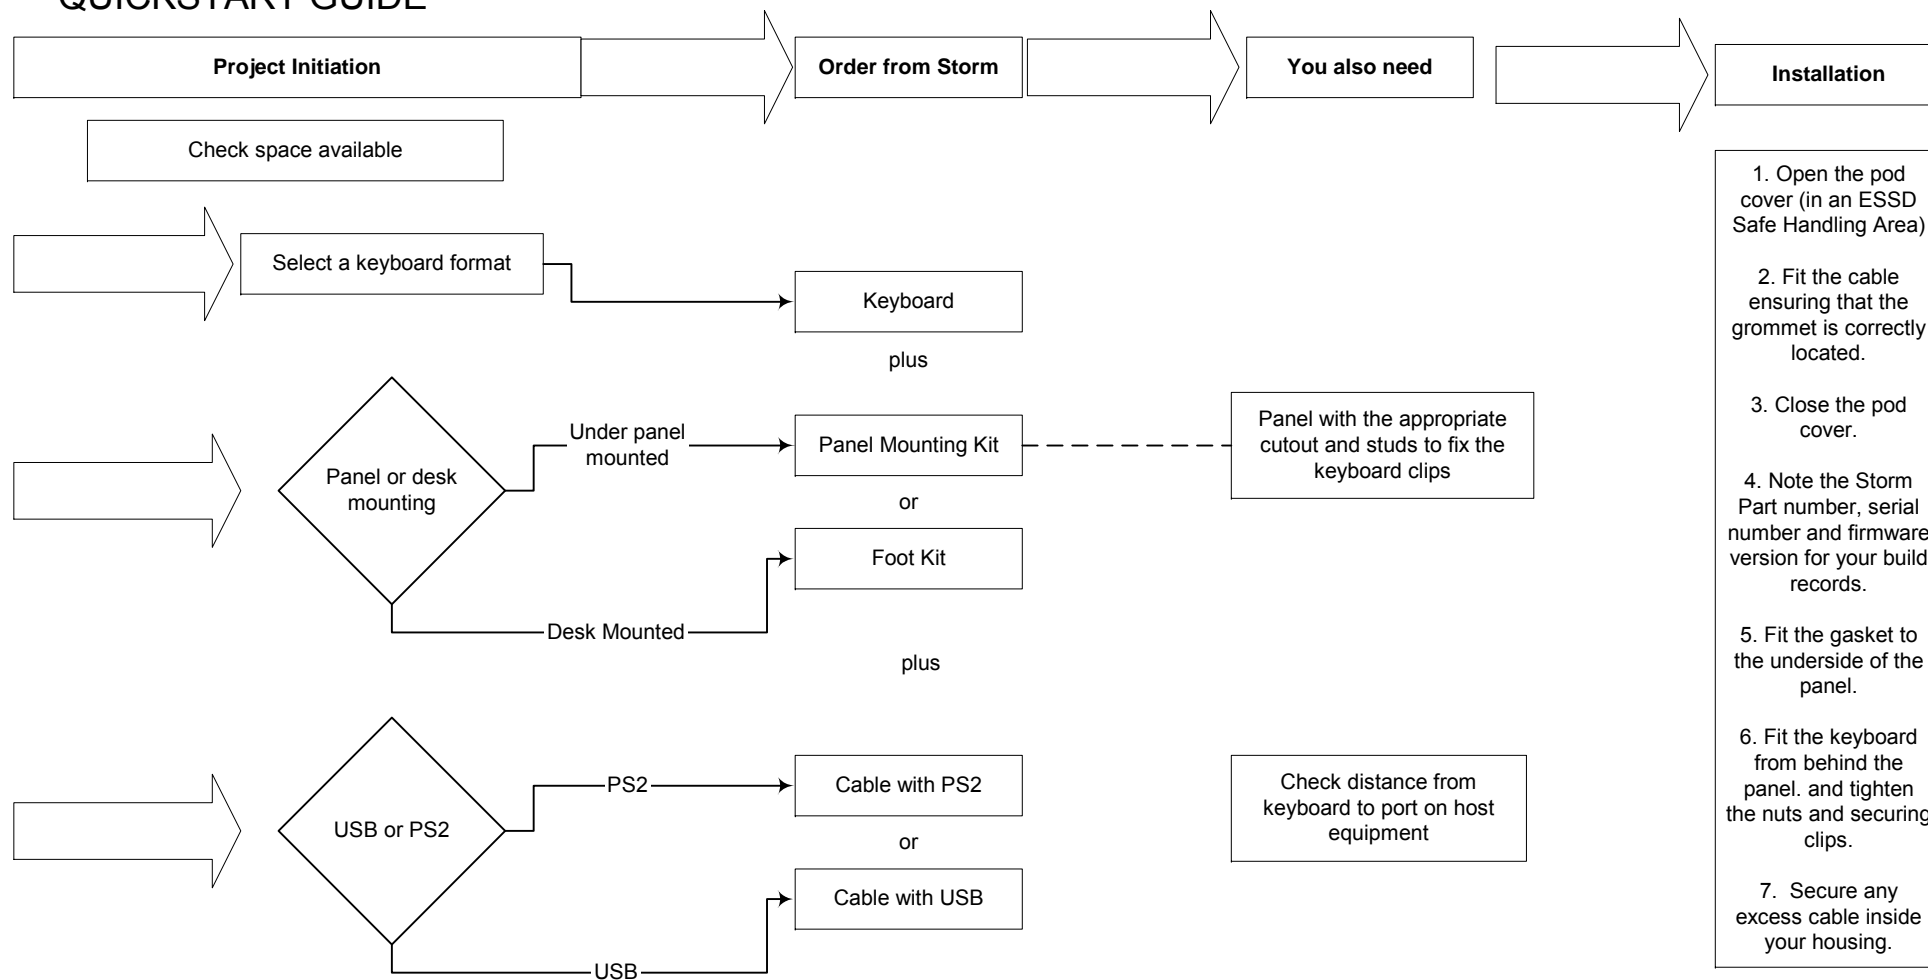 QUICKSTART GUIDE
Project Initiation
Order from Storm
You also need
Installation
Check space available
Select a keyboard format
Keyboard
plus
Panel or desk
mounting
Under panel
mounted
Panel Mounting Kit
Panel with the appropriate
cutout and studs to fix the
keyboard clips
or
Foot Kit
Desk Mounted
plus
USB or PS2
PS2
Cable with PS2
Check distance from
keyboard to port on host
equipment
or
Cable with USB
USB
1. Open the pod
cover (in an ESSD
Safe Handling Area)
2. Fit the cable
ensuring that the
grommet is correctly
located.
3. Close the pod
cover.
4. Note the Storm
Part number, serial
number and firmware
version for your build
records.
5. Fit the gasket to
the underside of the
panel.
6. Fit the keyboard
from behind the
panel. and tighten
the nuts and securing
clips.
7. Secure any
excess cable inside
your housing.